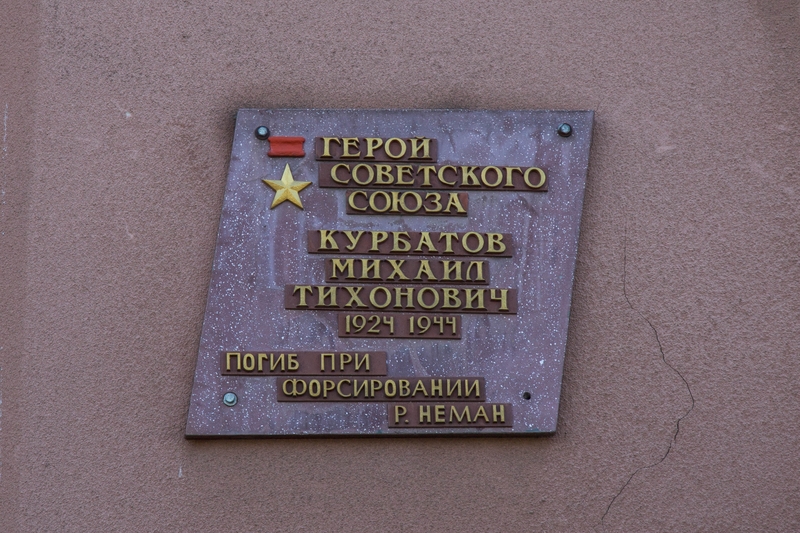 ГЕРОЙ
СОВЕТСКОГО
СОЮЗА
КУРБАТОВ
МИХАИЛ
ТИХОНОВИЧ
1924 1944
ПОГИБ ПРИ
ФОРСИРОВАНИИ
Р. НЕМАН